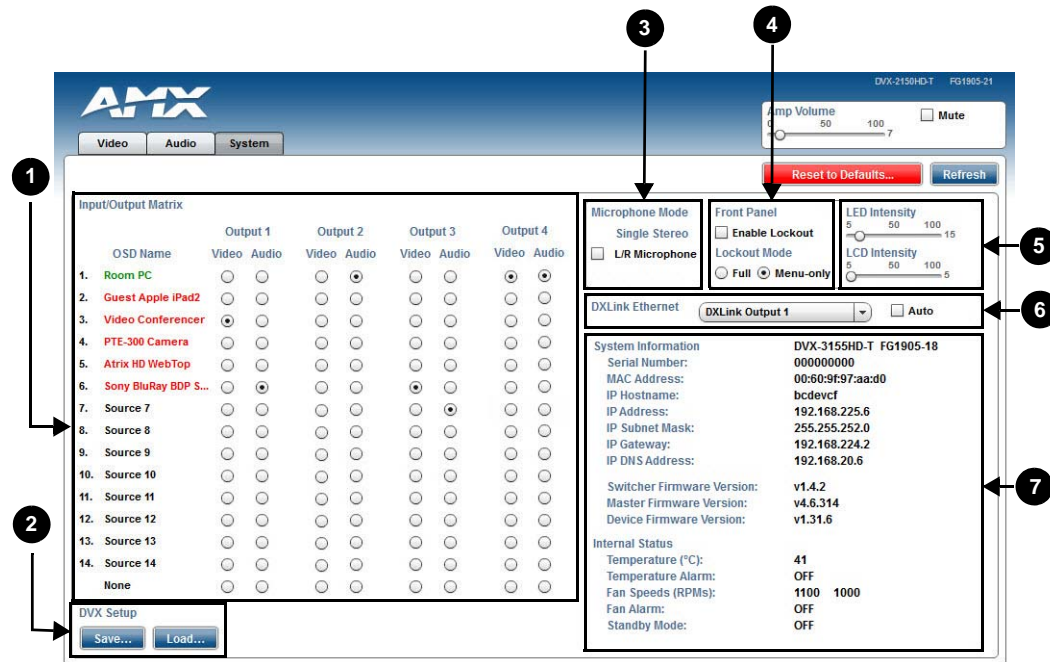 3 4
DVX-2150HD-T FG1905-21
AMX
Amp Volume
0 50 100
7
Mute
Video Audio System
Reset to Defaults... Refresh
1
Input/Output Matrix
Output 1 Output 2 Output 3 Output 4
OSD Name Video Audio Video Audio Video Audio Video Audio
1. Room PC
2. Guest Apple iPad2
3. Video Conferencer
4. PTE-300 Camera
5. Atrix HD WebTop
6. Sony BluRay BDP S...
7. Source 7
8. Source 8
9. Source 9
10. Source 10
11. Source 11
12. Source 12
13. Source 13
14. Source 14
None
2
DVX Setup
Save... Load...
Microphone Mode
Single Stereo
L/R Microphone
Front Panel
Enable Lockout
Lockout Mode
Full Menu-only
LED Intensity
5 50 100
15
LCD Intensity
5 50 100
5
5
DXLink Ethernet DXLink Output 1 Auto
6
System Information DVX-3155HD-T FG1905-18
Serial Number: 000000000
MAC Address: 00:60:9f:97:aa:d0
IP Hostname: bcdevcf
IP Address: 192.168.225.6
IP Subnet Mask: 255.255.252.0
IP Gateway: 192.168.224.2
IP DNS Address: 192.168.20.6
Switcher Firmware Version: v1.4.2
Master Firmware Version: v4.6.314
Device Firmware Version: v1.31.6
7
Internal Status
Temperature (°C): 41
Temperature Alarm: OFF
Fan Speeds (RPMs): 1100 1000
Fan Alarm: OFF
Standby Mode: OFF